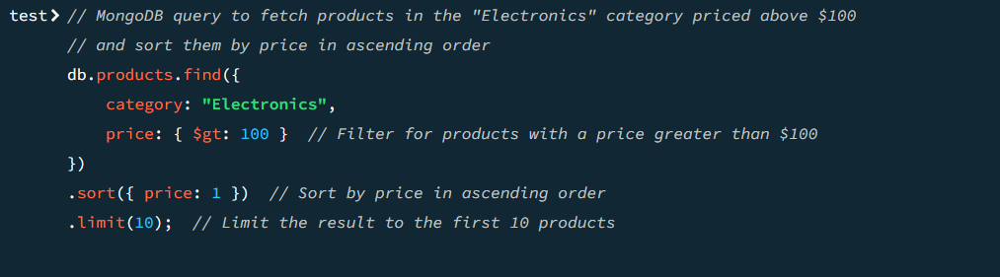 test> // MongoDB query to fetch products in the "Electronics" category priced above $100
// and sort them by price in ascending order
db.products.find({
category: "Electronics",
price: { $gt: 100 }  // Filter for products with a price greater than $100
})
.sort({ price: 1 })  // Sort by price in ascending order
.limit(10);  // Limit the result to the first 10 products